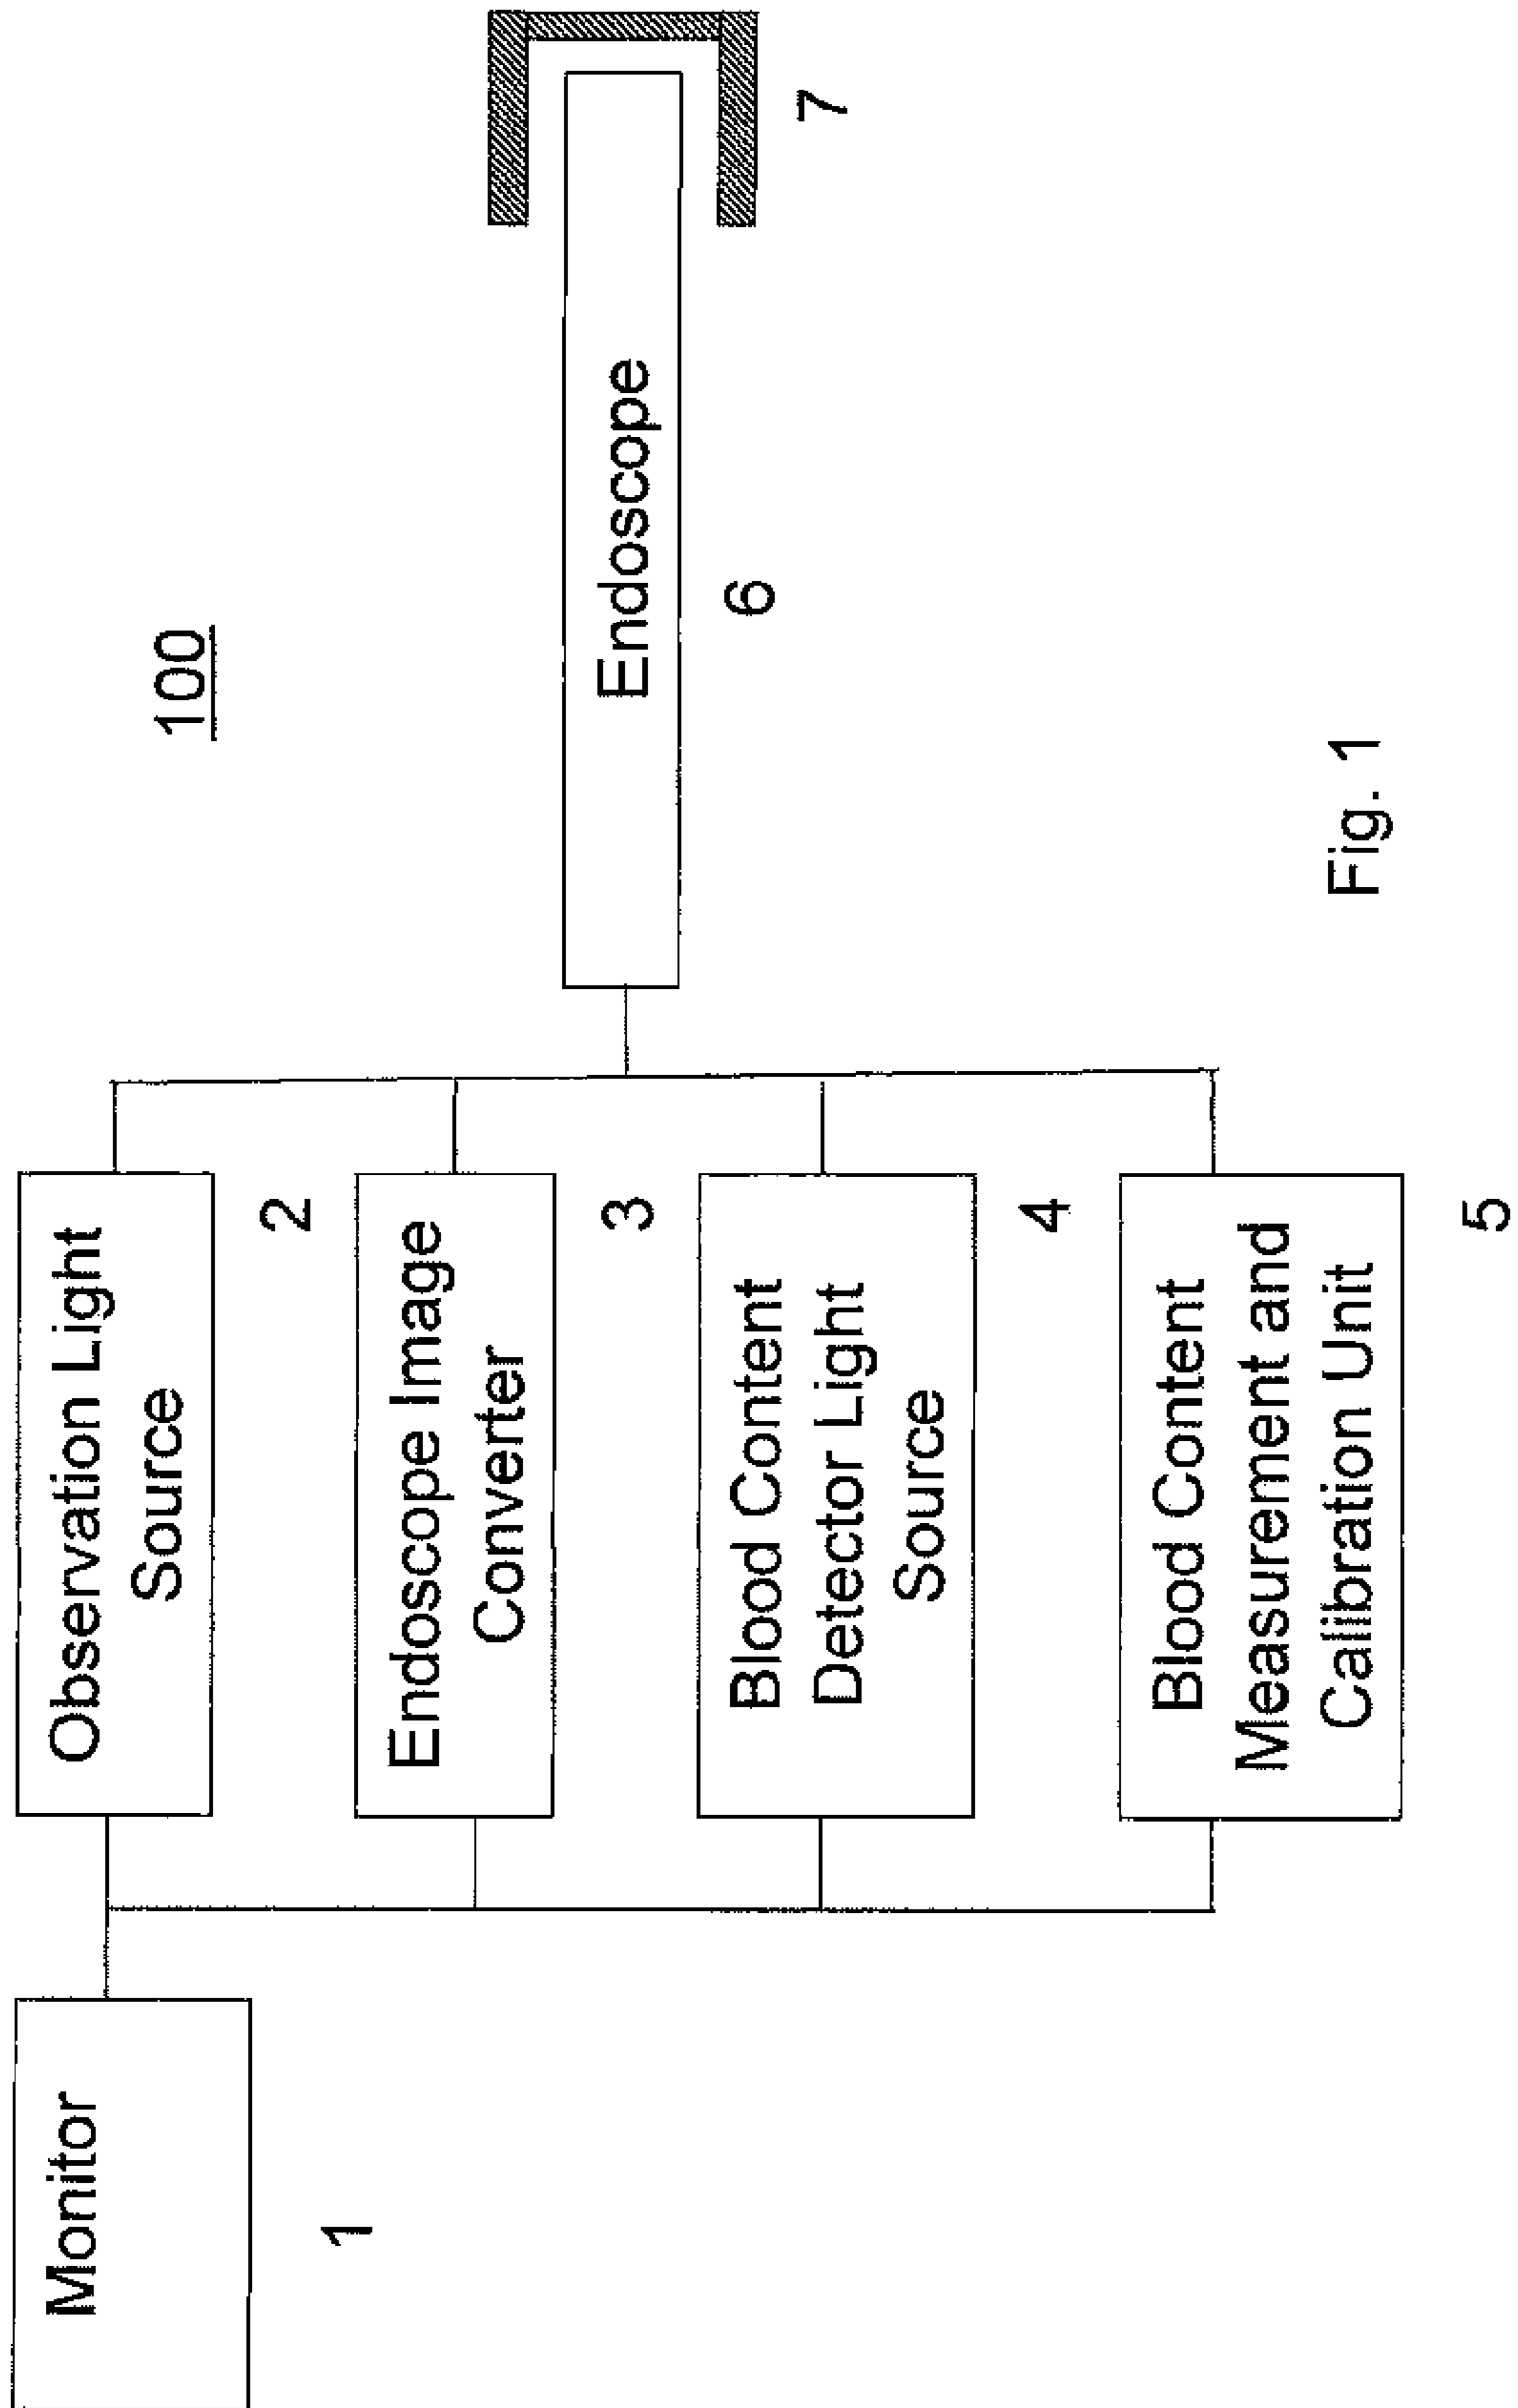 100
Monitor
1
Observation Light
Source
2
Endoscope Image
Converter
3
Blood Content
Detector Light
Source
4
Blood Content
Measurement and
Calibration Unit
5
Endoscope
6
7
Fig. 1